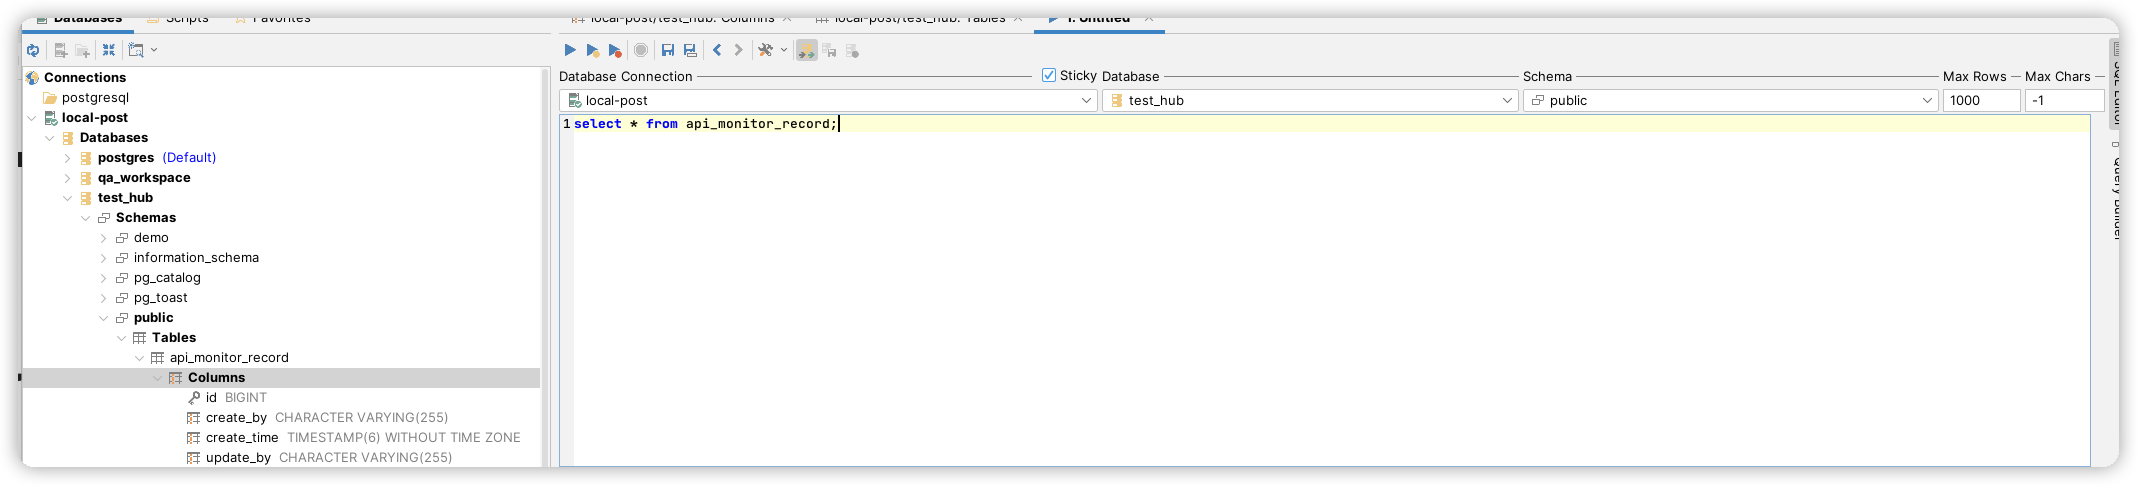 Databases Scripts Favorites
local-post/test_hub: Columns local-post/test_hub: Tables 1. Untitled
Connections
postgresql
local-post
Databases
postgres (Default)
qa_workspace
test_hub
Schemas
demo
information_schema
pg_catalog
pg_toast
public
Tables
api_monitor_record
Columns
id BIGINT
create_by CHARACTER VARYING(255)
create_time TIMESTAMP(6) WITHOUT TIME ZONE
update_by CHARACTER VARYING(255)
Database Connection Sticky Database Schema Max Rows Max Chars
local-post test_hub public 1000 -1
1 select * from api_monitor_record;
SQL Editor
Query Builder